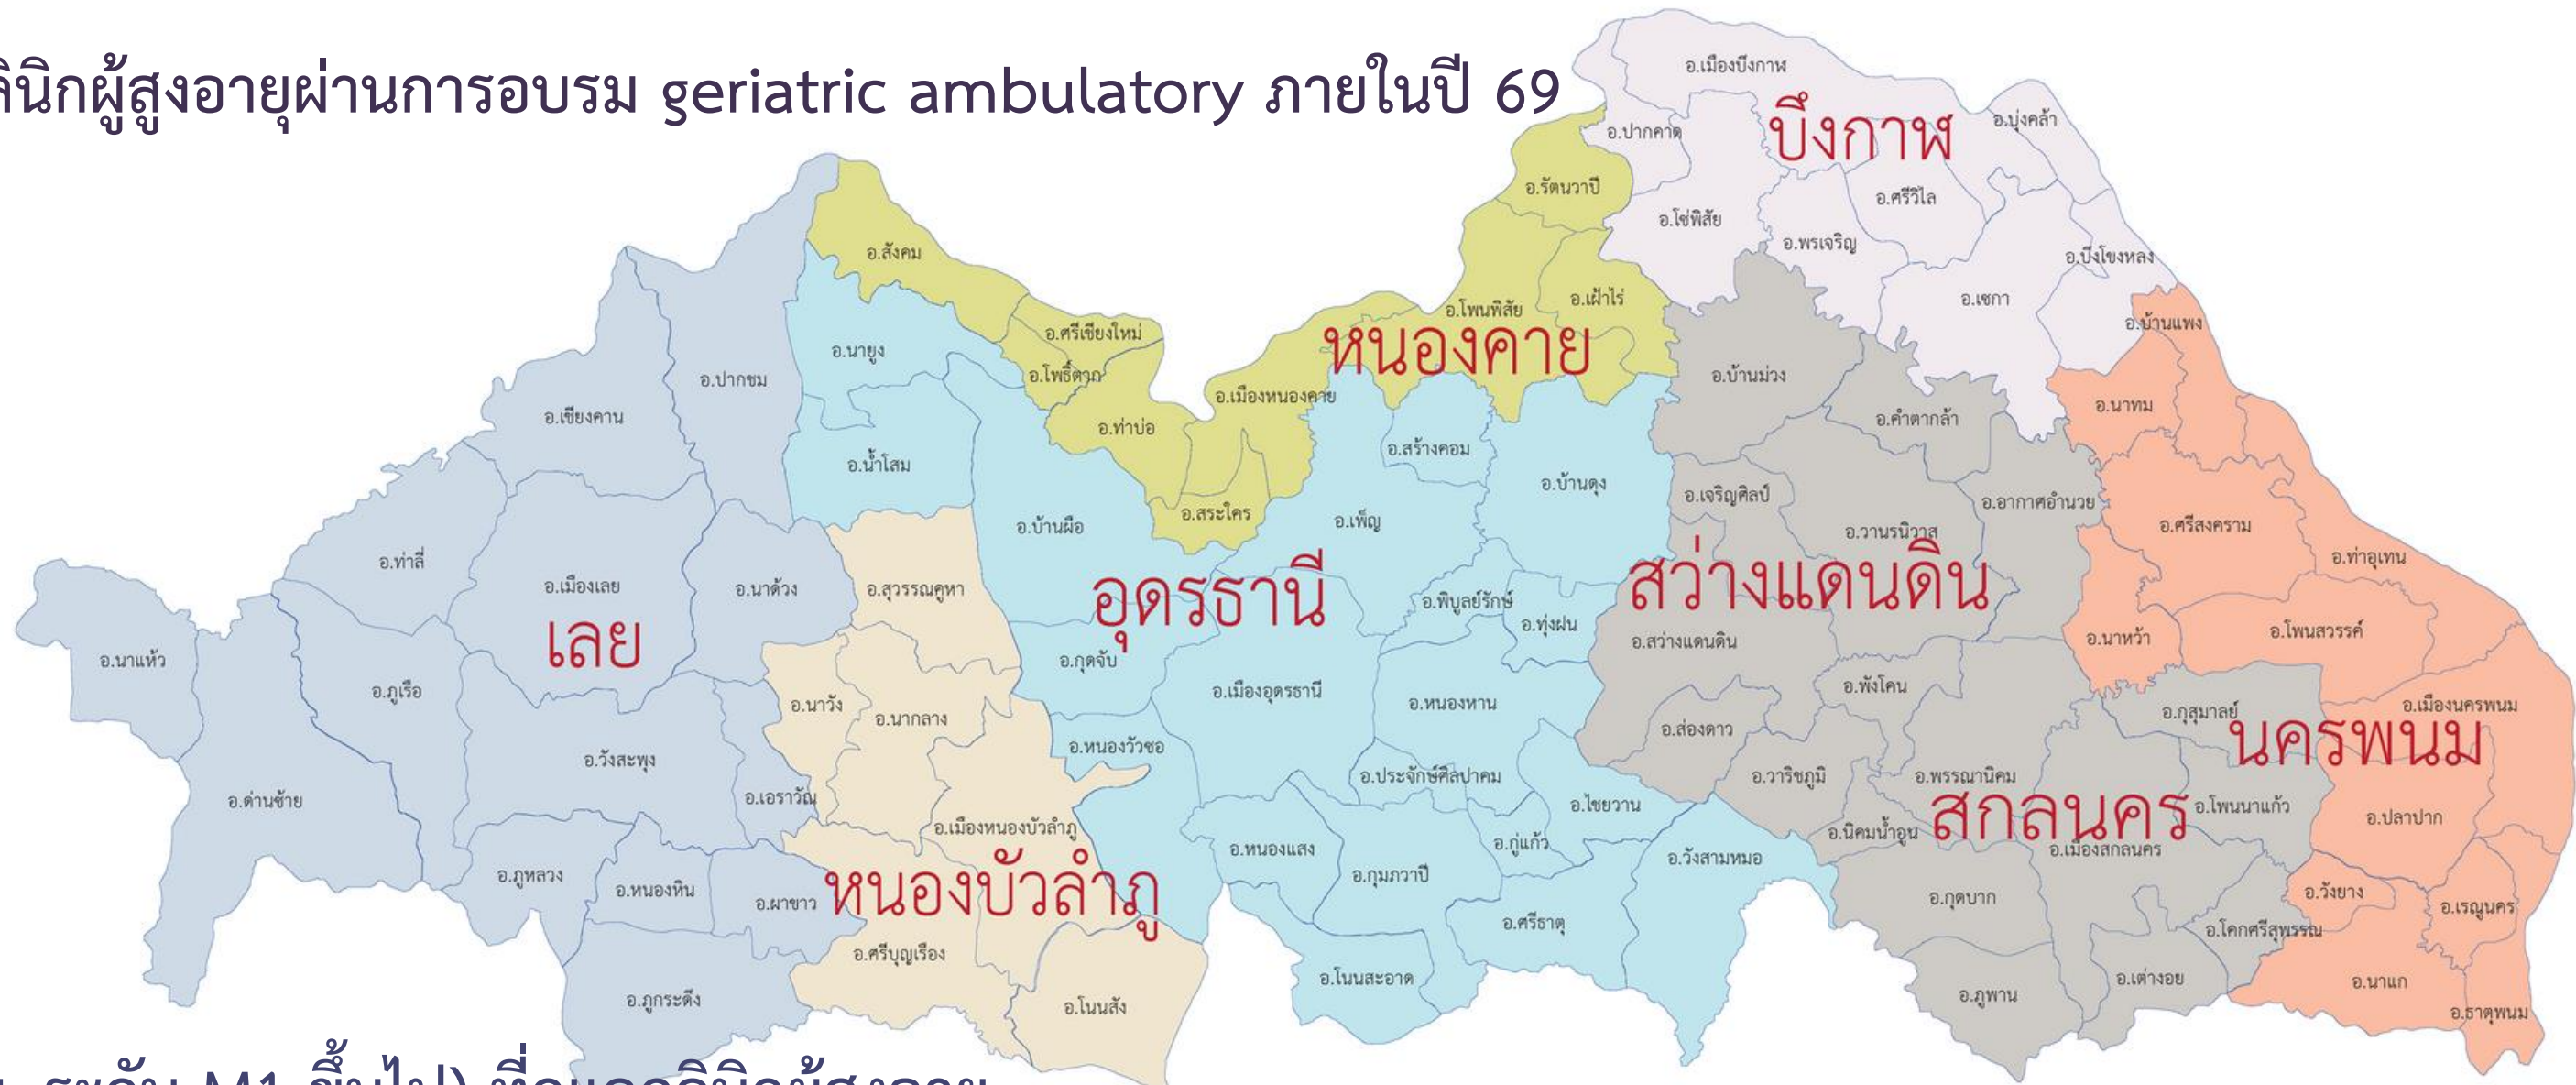 ลินิกผู้สูงอายุผ่านการอบรม geriatric ambulatory ภายในปี 69
อ.เมืองบึงกาฬ
บึงกาฬ
อ.บุ่งคล้า
อ.ปากคาด
อ.รัตนวาปี
อ.ศรีวิไล
อ.โซ่พิสัย
อ.พรเจริญ
อ.บึงโขงหลง
อ.เซกา
อ.สังคม
อ.ศรีเชียงใหม่
อ.โพธิ์ตาก
อ.ท่าบ่อ
อ.สระใคร
อ.เมืองหนองคาย
อ.โพนพิสัย
อ.เฝ้าไร่
หนองคาย
อ.บ้านแพง
อ.นาทม
อ.ศรีสงคราม
อ.ท่าอุเทน
อ.นาหว้า
อ.โพนสวรรค์
อ.เมืองนครพนม
นครพนม
อ.ปลาปาก
อ.วังยาง
อ.เรณูนคร
อ.นาแก
อ.ธาตุพนม
อ.ปากชม
อ.เชียงคาน
อ.ท่าลี่
อ.เมืองเลย
เลย
อ.นาด้วง
อ.นาแห้ว
อ.ภูเรือ
อ.ด่านซ้าย
อ.วังสะพุง
อ.เอราวัณ
อ.ภูหลวง
อ.หนองหิน
อ.ผาขาว
อ.ภูกระดึง
อ.สุวรรณคูหา
อ.นาวัง
อ.นากลาง
อ.เมืองหนองบัวลำภู
หนองบัวลำภู
อ.ศรีบุญเรือง
อ.โนนสัง
อ.นายูง
อ.น้ำโสม
อ.บ้านผือ
อ.เพ็ญ
อ.สร้างคอม
อ.บ้านดุง
อุดรธานี
อ.กุดจับ
อ.เมืองอุดรธานี
อ.พิบูลย์รักษ์
อ.ทุ่งฝน
อ.หนองหาน
อ.หนองวัวซอ
อ.ประจักษ์ศิลปาคม
อ.ไชยวาน
อ.หนองแสง
อ.กุมภวาปี
อ.กู่แก้ว
อ.วังสามหมอ
อ.ศรีธาตุ
อ.โนนสะอาด
อ.บ้านม่วง
อ.คำตากล้า
อ.เจริญศิลป์
อ.วานรนิวาส
อ.อากาศอำนวย
สว่างแดนดิน
อ.สว่างแดนดิน
อ.พังโคน
อ.ส่องดาว
อ.วาริชภูมิ
อ.พรรณานิคม
อ.นิคมน้ำอูน
สกลนคร
อ.กุสุมาลย์
อ.โพนนาแก้ว
อ.เมืองสกลนคร
อ.กุดบาก
อ.โคกศรีสุพรรณ
อ.เต่างอย
อ.ภูพาน
ระดับ M1 ขึ้นไป) ที่ดูแลคลินิกผู้สูงอายุ